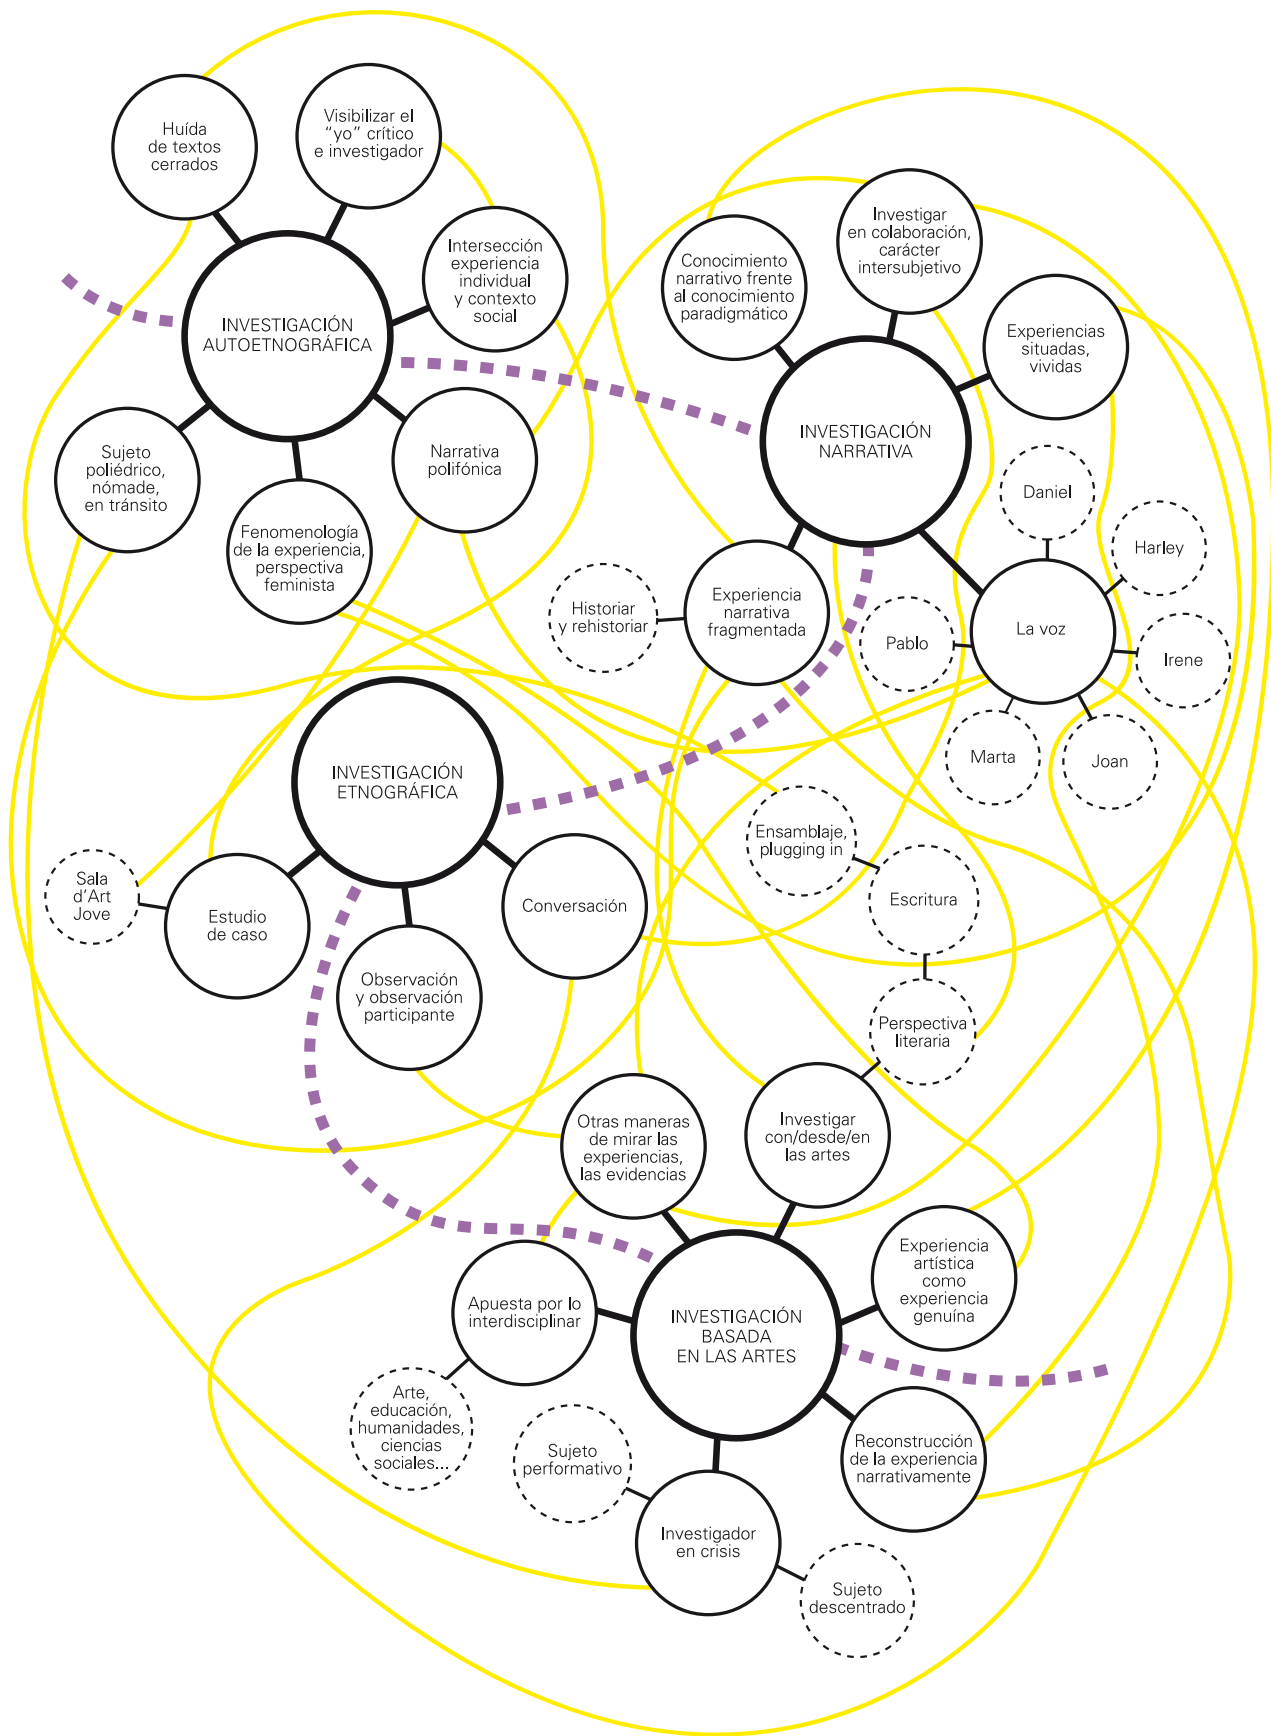 Huída
de textos
cerrados
Visibilizar el
“yo” crítico
e investigador
Intersección
experiencia
individual
y contexto
social
INVESTIGACIÓN
AUTOETNOGRÁFICA
Sujeto
poliédrico,
nómade,
en tránsito
Fenomenología
de la experiencia,
perspectiva
feminista
Narrativa
polifónica
Conocimiento
narrativo frente
al conocimiento
paradigmático
Investigar
en colaboración,
carácter
intersubjetivo
Experiencias
situadas,
vividas
INVESTIGACIÓN
NARRATIVA
Daniel
Harley
Historiar
y rehistoriar
Experiencia
narrativa
fragmentada
Pablo
La voz
Irene
Marta
Joan
INVESTIGACIÓN
ETNOGRÁFICA
Sala
d’Art
Jove
Estudio
de caso
Observación
y observación
participante
Conversación
Ensamblaje,
plugging in
Escritura
Perspectiva
literaria
Otras maneras
de mirar las
experiencias,
las evidencias
Investigar
con/desde/en
las artes
Experiencia
artística
como
experiencia
genuína
Apuesta por lo
interdisciplinar
INVESTIGACIÓN
BASADA
EN LAS ARTES
Arte,
educación,
humanidades,
ciencias
sociales...
Sujeto
performativo
Reconstrucción
de la experiencia
narrativamente
Investigador
en crisis
Sujeto
descentrado